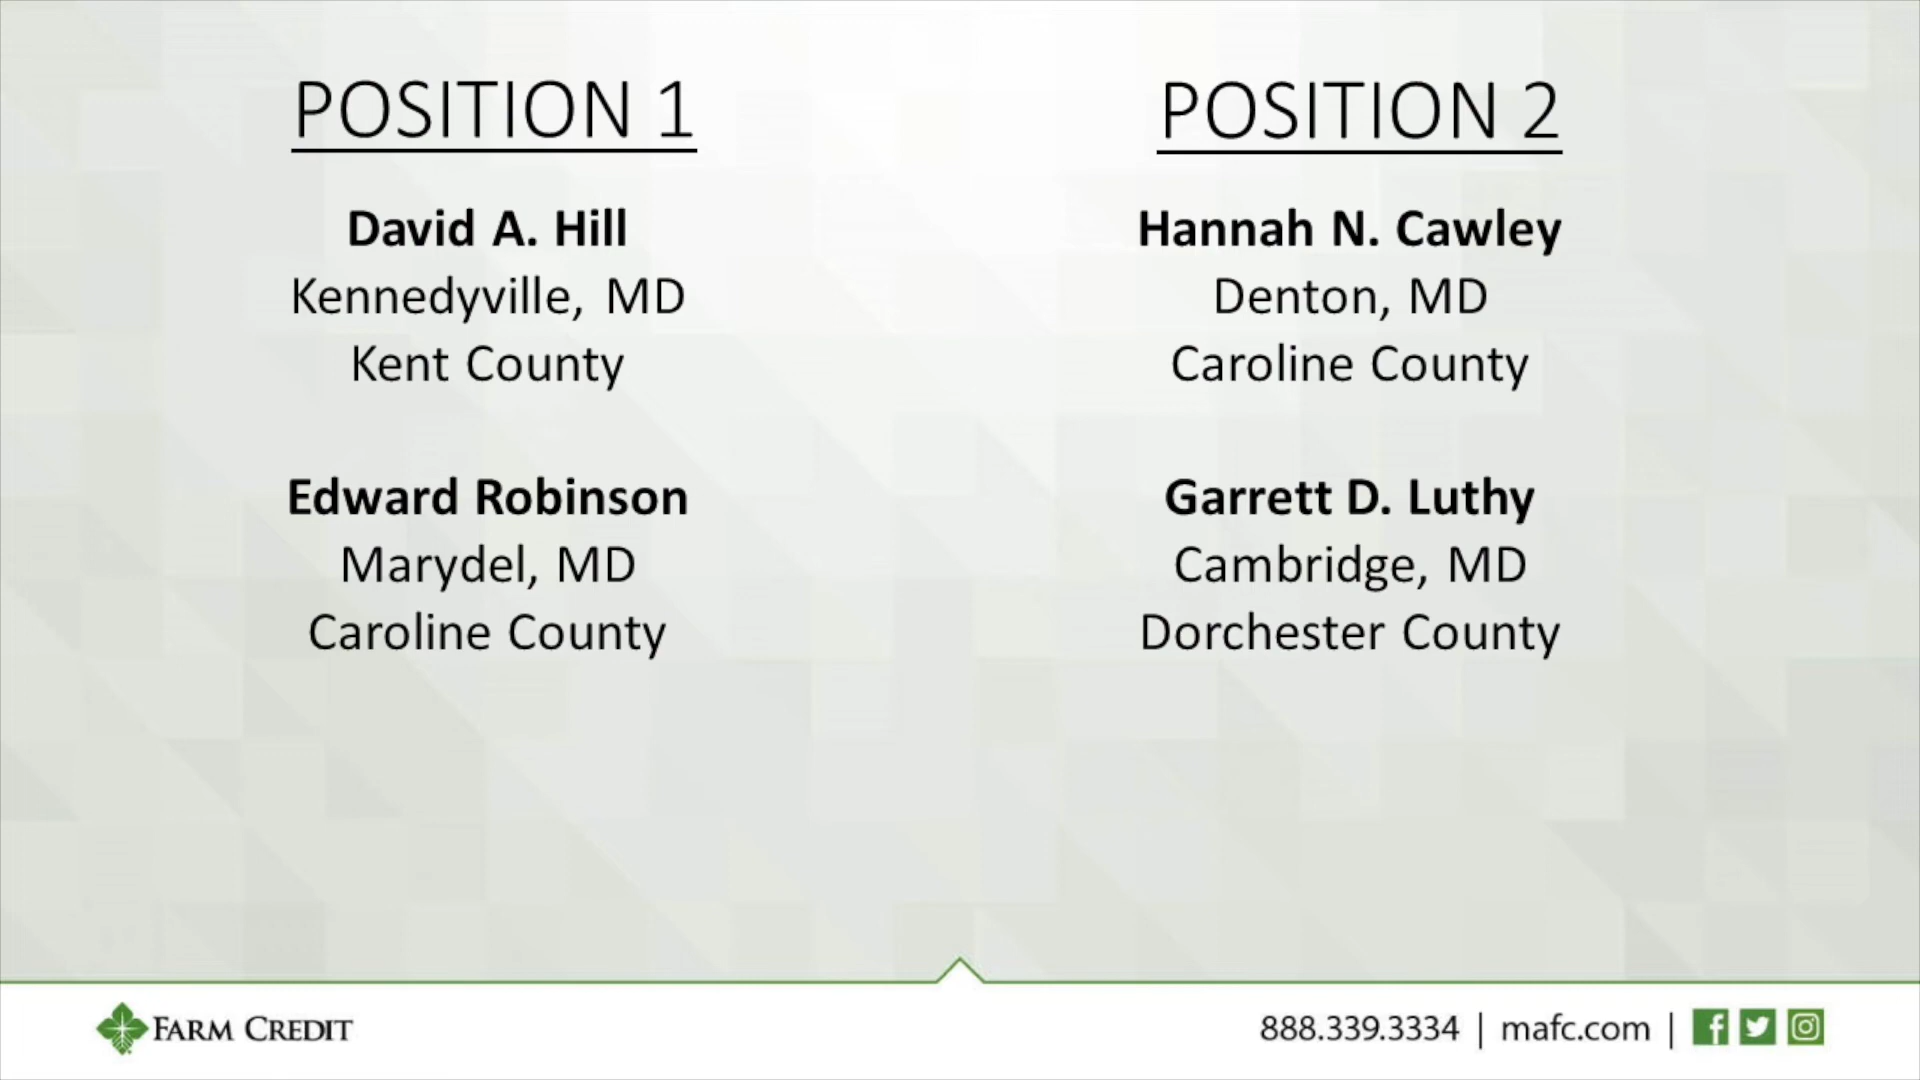 POSITION 1
David A. Hill
Kennedyville, MD
Kent County
Edward Robinson
Marydel, MD
Caroline County
POSITION 2
Hannah N. Cawley
Denton, MD
Caroline County
Garrett D. Luthy
Cambridge, MD
Dorchester County
FARM CREDIT
888.339.3334 | mafc.com |